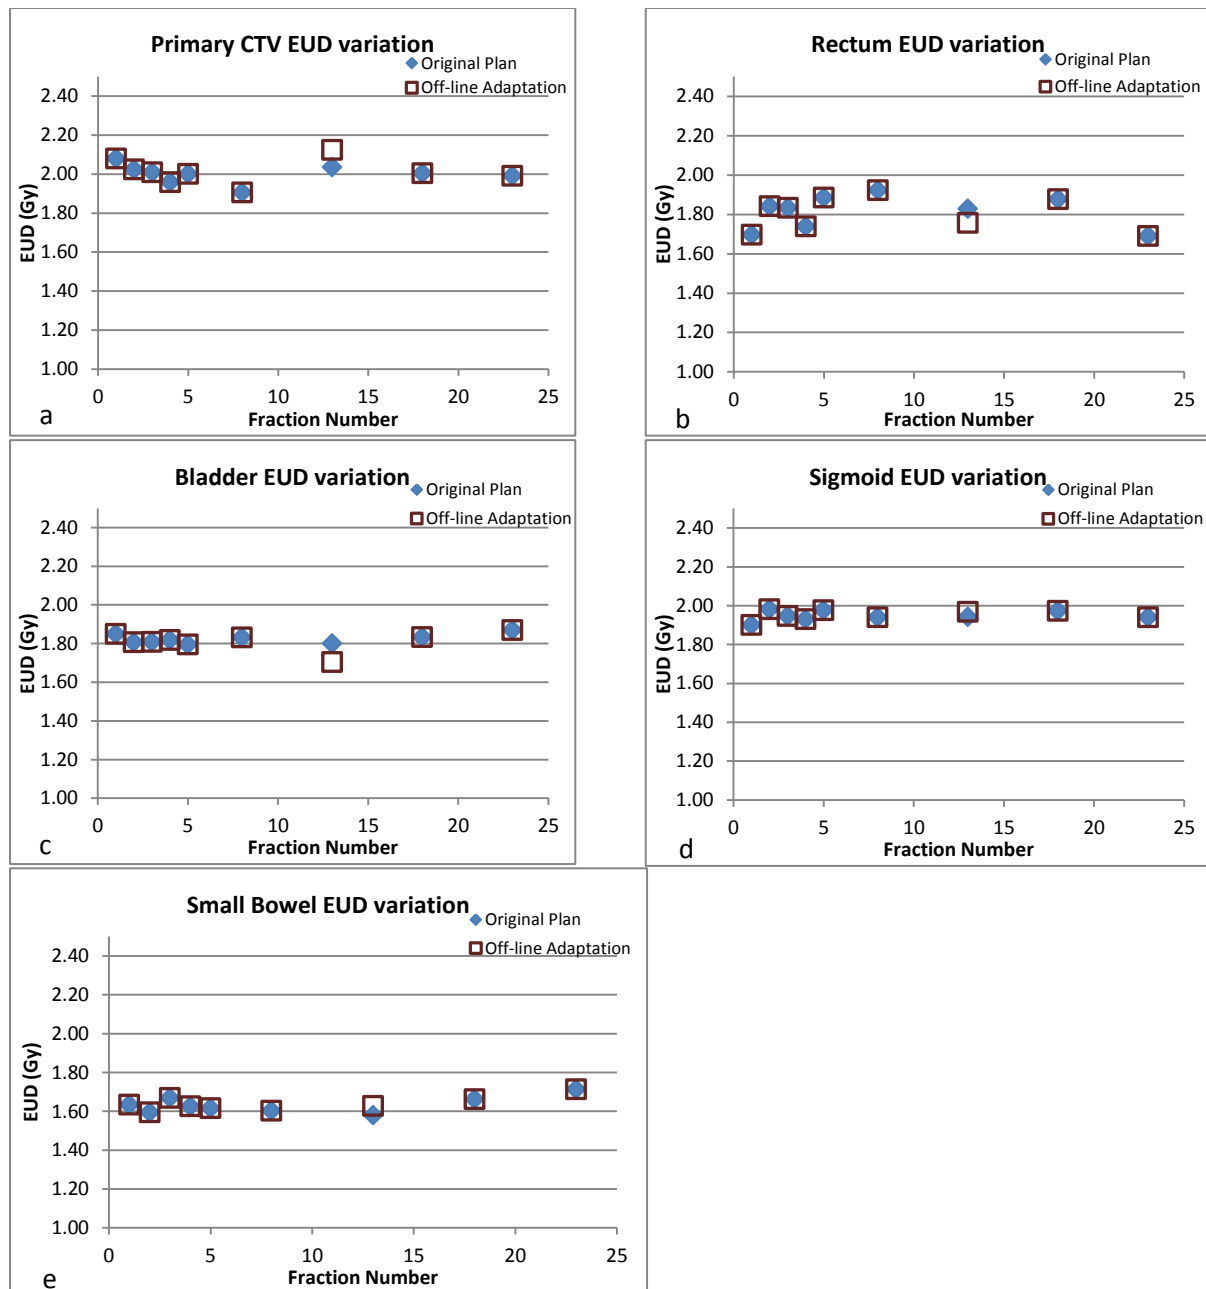 Primary CTV EUD variation
Original Plan
Off-line Adaptation
2.40
2.20
2.00
1.80
1.60
1.40
1.20
1.00
EUD (Gy)
0 5 10 15 20 25
Fraction Number
a
Rectum EUD variation
Original Plan
Off-line Adaptation
2.40
2.20
2.00
1.80
1.60
1.40
1.20
1.00
EUD (Gy)
0 5 10 15 20 25
Fraction Number
b
Bladder EUD variation
Original Plan
Off-line Adaptation
2.40
2.20
2.00
1.80
1.60
1.40
1.20
1.00
EUD (Gy)
0 5 10 15 20 25
Fraction Number
c
Sigmoid EUD variation
Original Plan
Off-line Adaptation
2.40
2.20
2.00
1.80
1.60
1.40
1.20
1.00
EUD (Gy)
0 5 10 15 20 25
Fraction Number
d
Small Bowel EUD variation
Original Plan
Off-line Adaptation
2.40
2.20
2.00
1.80
1.60
1.40
1.20
1.00
EUD (Gy)
0 5 10 15 20 25
Fraction Number
e